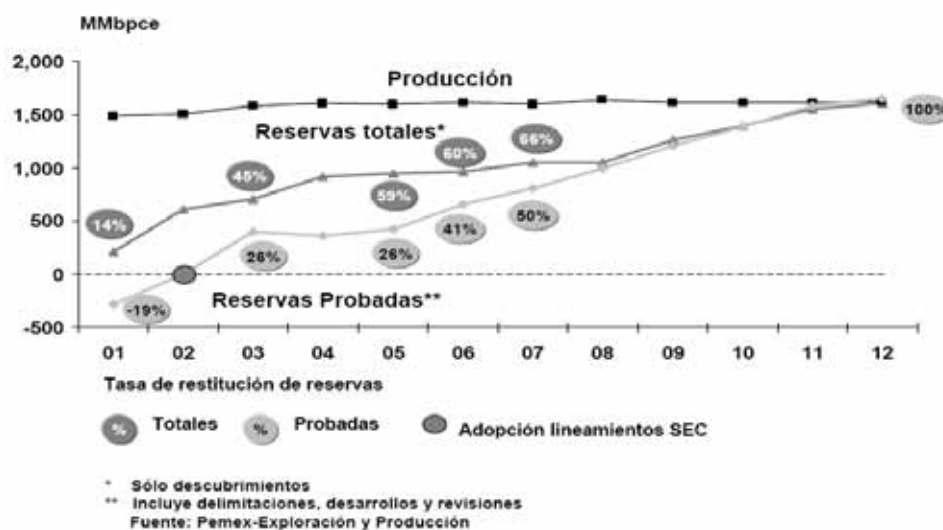 MMbpce
2,000
Producción
1,500
Reservas totales*
100%
66%
60%
1,000
45%
59%
500
14%
50%
41%
26%
26%
0
Reservas Probadas**
-19%
-500
01 02 03 04 05 06 07 08 09 10 11 12
Tasa de restitución de reservas
% Totales % Probadas Adopción lineamientos SEC
* Sólo descubrimientos
** Incluye delimitaciones, desarrollos y revisiones
Fuente: Pemex-Exploración y Producción